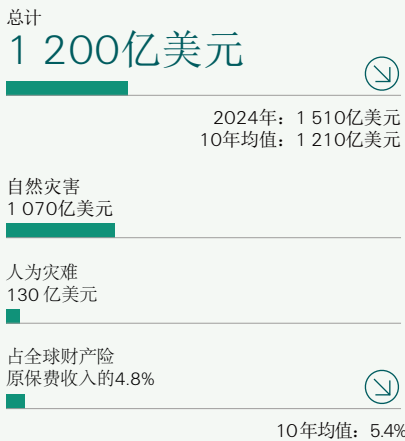 总计
1 200亿美元
2024年：1 510亿美元
10年均值：1 210亿美元
自然灾害
1 070亿美元
人为灾难
130 亿美元
占全球财产险
原保费收入的4.8%
10年均值：5.4%